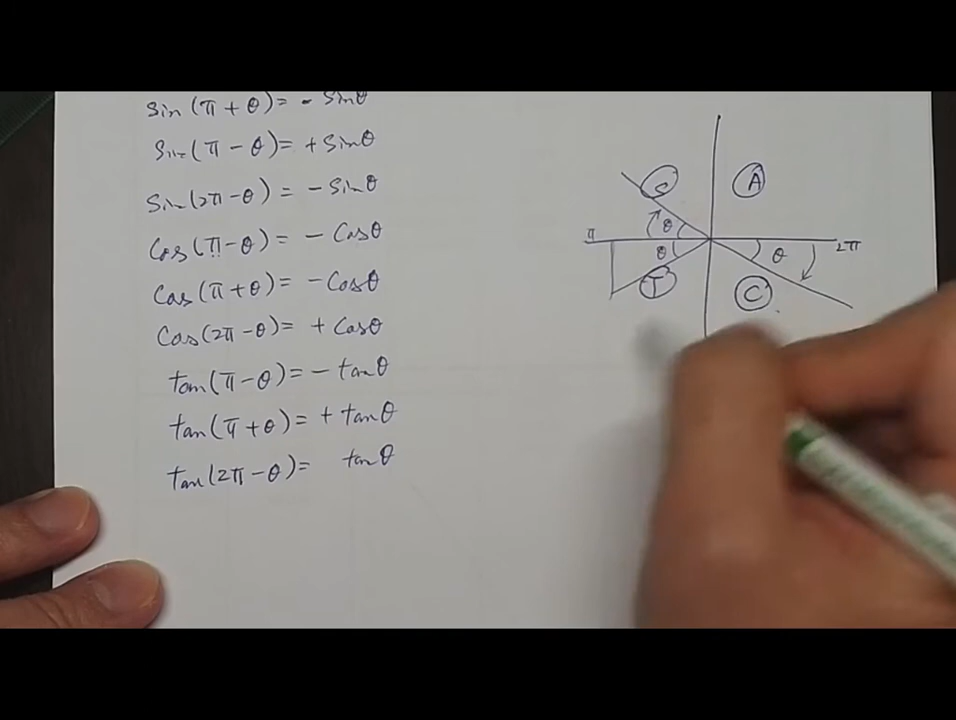 sin(π + θ) = - sinθ
sin(π - θ) = + sinθ
sin(2π - θ) = - sinθ
cos(π - θ) = - cosθ
cos(π + θ) = - cosθ
cos(2π - θ) = + cosθ
tan(π - θ) = - tanθ
tan(π + θ) = + tanθ
tan(2π - θ) = tanθ
S A
π θ 2π
θ θ
T C